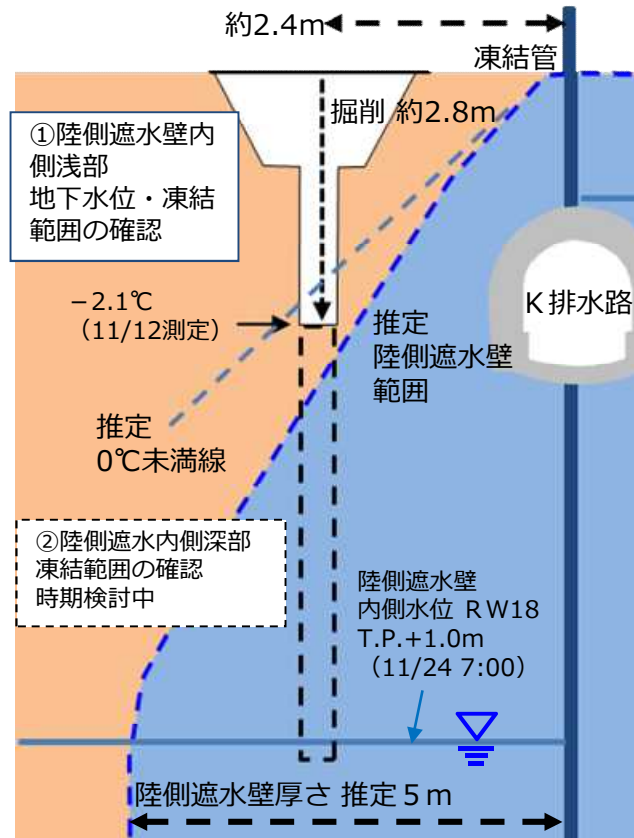 約2.4m
凍結管
掘削 約2.8m
①陸側遮水壁内
側浅部
地下水位・凍結
範囲の確認
K排水路
−2.1℃
（11/12測定）
推定
陸側遮水壁
範囲
推定
0℃未満線
②陸側遮水内側深部
凍結範囲の確認
時期検討中
陸側遮水壁
内側水位 ＲＷ18
T.P.+1.0m
（11/24 7:00）
陸側遮水壁厚さ 推定５ｍ